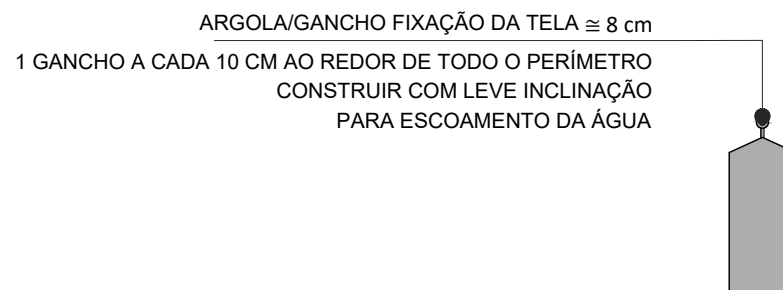 ARGOLA/GANCHO FIXAÇÃO DA TELA ≅ 8 cm
1 GANCHO A CADA 10 CM AO REDOR DE TODO O PERÍMETRO
CONSTRUIR COM LEVE INCLINAÇÃO
PARA ESCOAMENTO DA ÁGUA